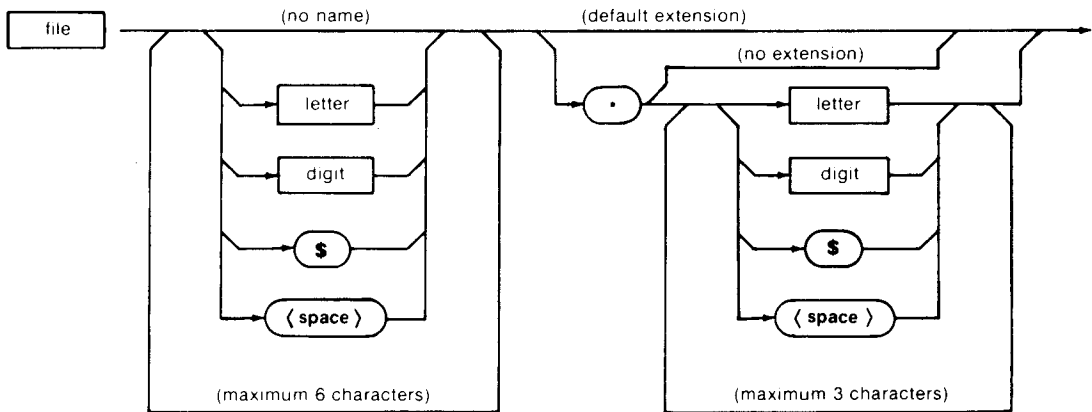 file
(no name)
(default extension)
(no extension)
letter
.
letter
digit
digit
$
$
⟨ space ⟩
⟨ space ⟩
(maximum 6 characters)
(maximum 3 characters)